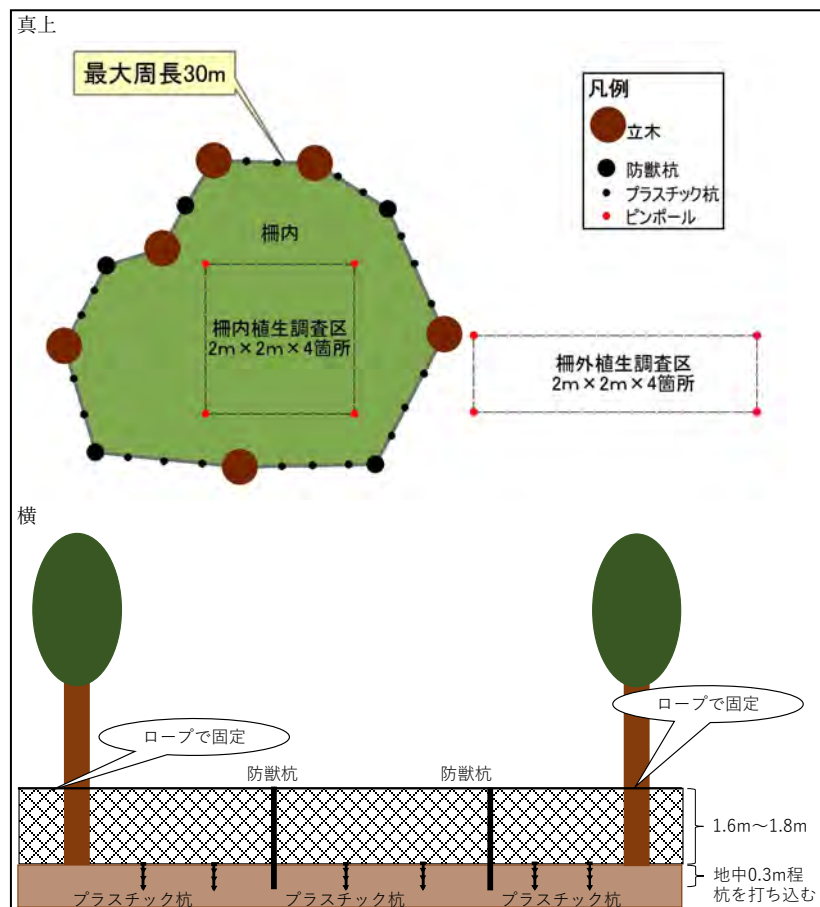 真上
最大周長30m
凡例
立木
防獣杭
プラスチック杭
ピンポール
柵内
柵内植生調査区
2m×2m×4箇所
柵外植生調査区
2m×2m×4箇所
横
ロープで固定
ロープで固定
防獣杭
防獣杭
1.6m～1.8m
地中0.3m程
杭を打ち込む
プラスチック杭
プラスチック杭
プラスチック杭